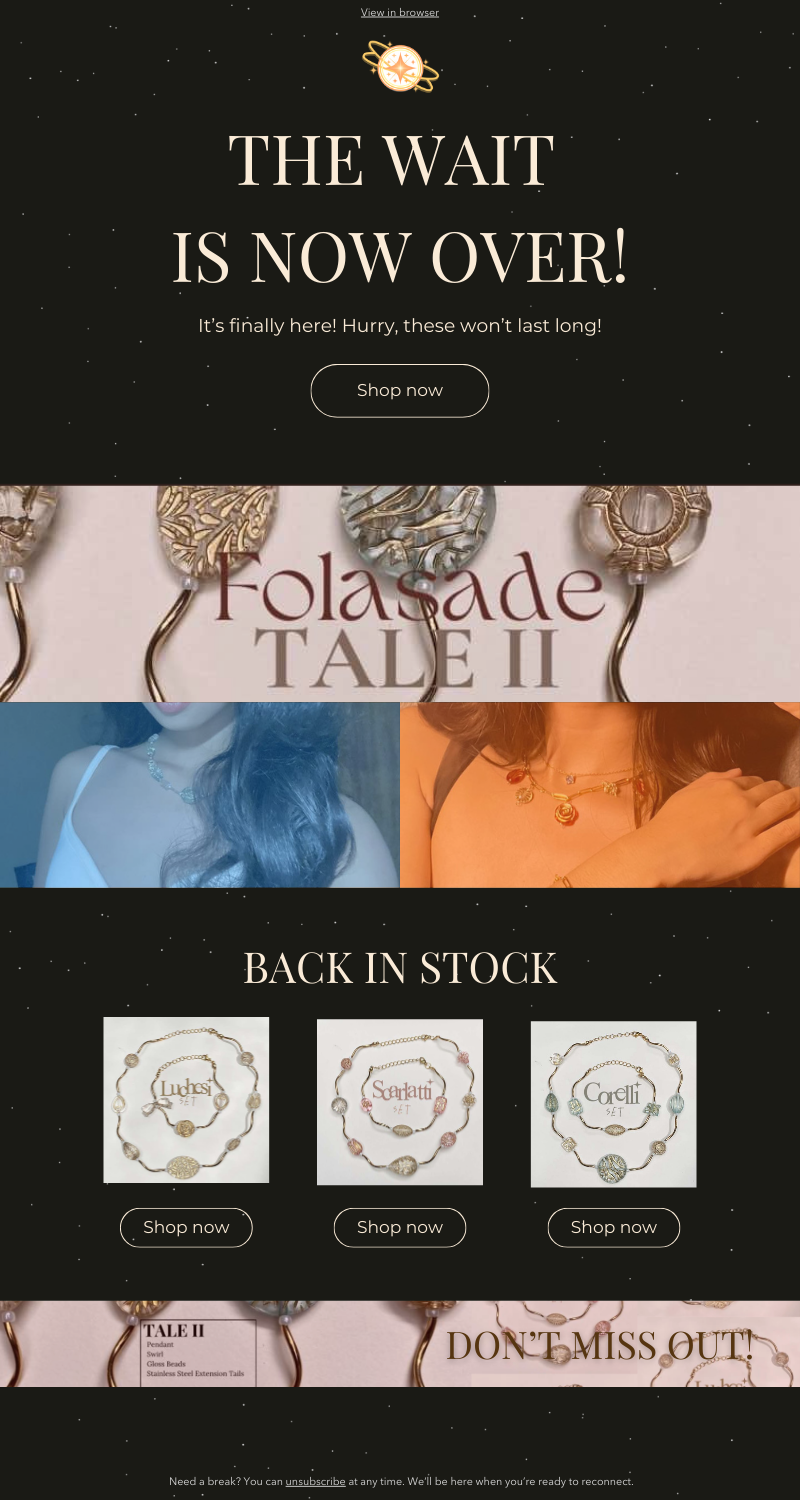 View in browser
THE WAIT
IS NOW OVER!
It’s finally here! Hurry, these won’t last long!
Shop now
Folasade
TALE II
BACK IN STOCK
Luchesi
SET
Scarlatti
SET
Corelli
SET
Shop now
Shop now
Shop now
TALE II
Pendant
Swirl
Gloss Beads
Stainless Steel Extension Tails
DON’T MISS OUT!
Need a break? You can unsubscribe at any time. We’ll be here when you’re ready to reconnect.